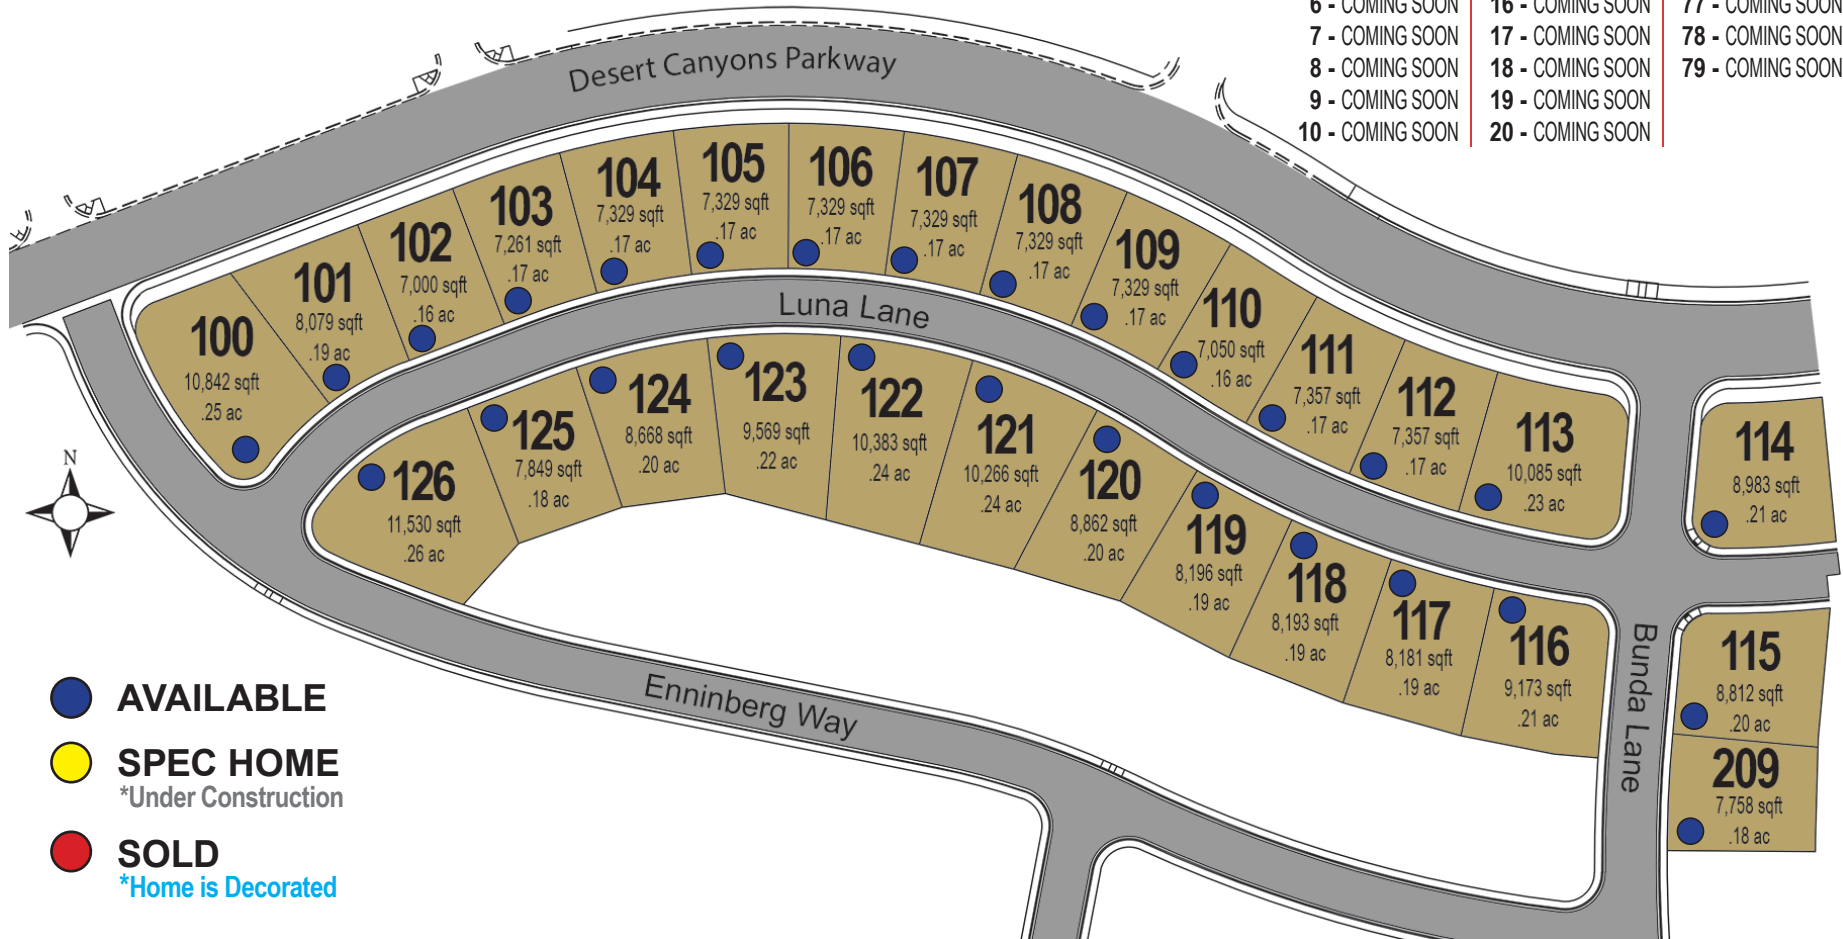 6 - COMING SOON
7 - COMING SOON
8 - COMING SOON
9 - COMING SOON
10 - COMING SOON
16 - COMING SOON
17 - COMING SOON
18 - COMING SOON
19 - COMING SOON
20 - COMING SOON
77 - COMING SOON
78 - COMING SOON
79 - COMING SOON
Desert Canyons Parkway
100
10,842 sqft
.25 ac
101
8,079 sqft
.19 ac
102
7,000 sqft
.16 ac
103
7,261 sqft
.17 ac
104
7,329 sqft
.17 ac
105
7,329 sqft
.17 ac
106
7,329 sqft
.17 ac
107
7,329 sqft
.17 ac
108
7,329 sqft
.17 ac
109
7,329 sqft
.17 ac
110
7,050 sqft
.16 ac
111
7,357 sqft
.17 ac
112
7,357 sqft
.17 ac
113
10,085 sqft
.23 ac
114
8,983 sqft
.21 ac
Luna Lane
126
11,530 sqft
.26 ac
125
7,849 sqft
.18 ac
124
8,668 sqft
.20 ac
123
9,569 sqft
.22 ac
122
10,383 sqft
.24 ac
121
10,266 sqft
.24 ac
120
8,862 sqft
.20 ac
119
8,196 sqft
.19 ac
118
8,193 sqft
.19 ac
117
8,181 sqft
.19 ac
116
9,173 sqft
.21 ac
115
8,812 sqft
.20 ac
209
7,758 sqft
.18 ac
Bunda Lane
Enninberg Way
N
AVAILABLE
SPEC HOME
*Under Construction
SOLD
*Home is Decorated